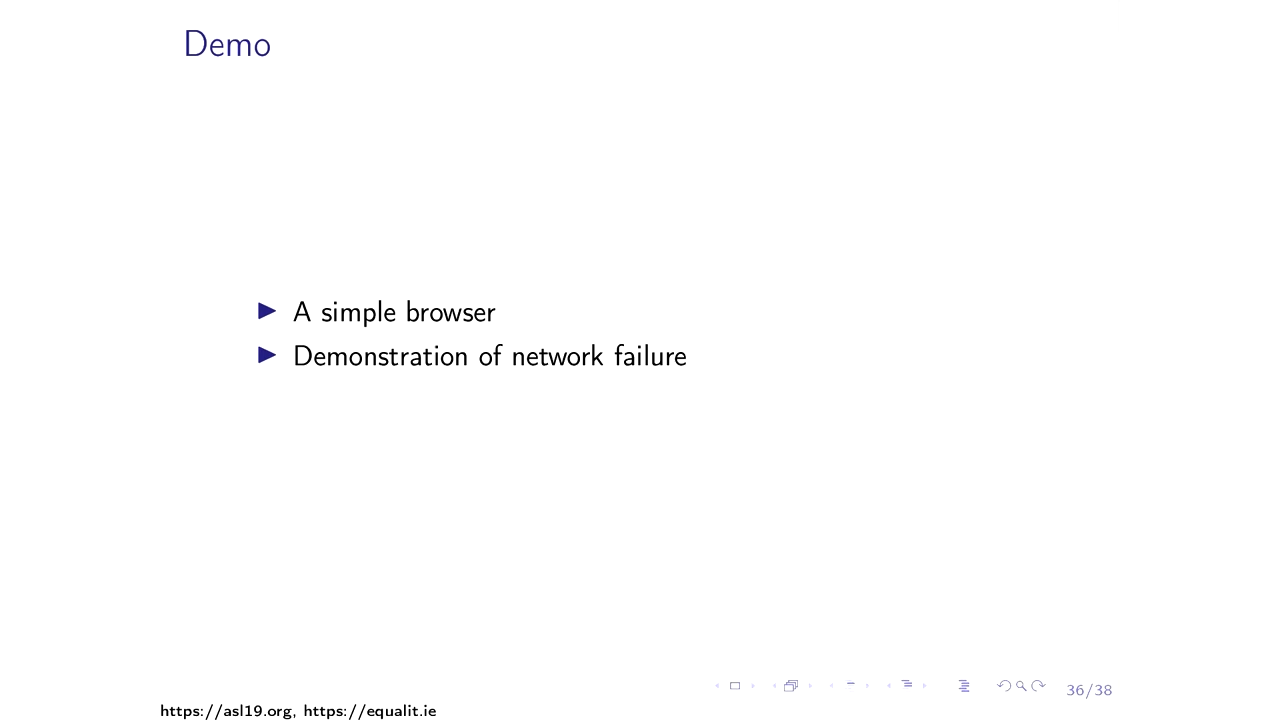 Demo
A simple browser
Demonstration of network failure
36/38
https://asl19.org, https://equalit.ie